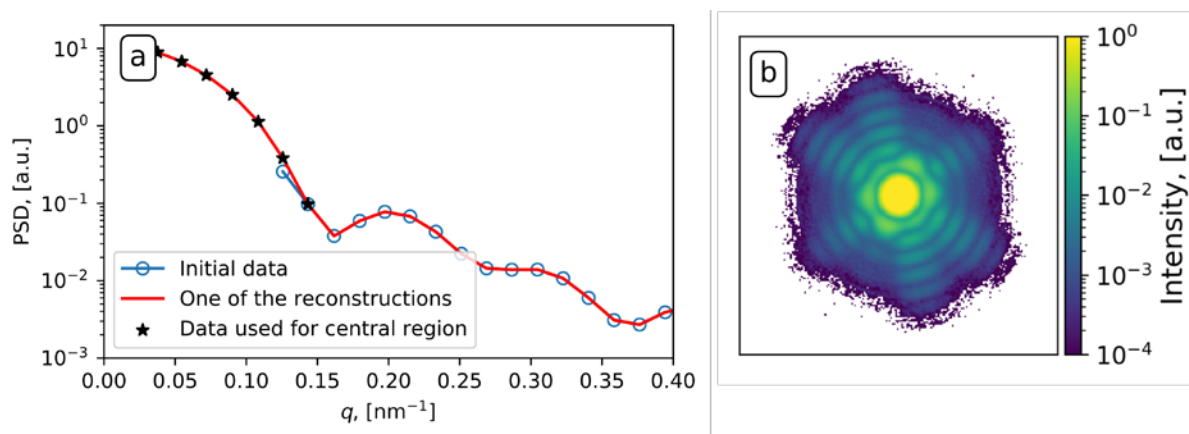 a
10¹
10⁰
10⁻¹
10⁻²
10⁻³
PSD, [a.u.]
Initial data
One of the reconstructions
Data used for central region
0.00 0.05 0.10 0.15 0.20 0.25 0.30 0.35 0.40
q, [nm⁻¹]
b
10⁰
10⁻¹
10⁻²
10⁻³
10⁻⁴
Intensity, [a.u.]